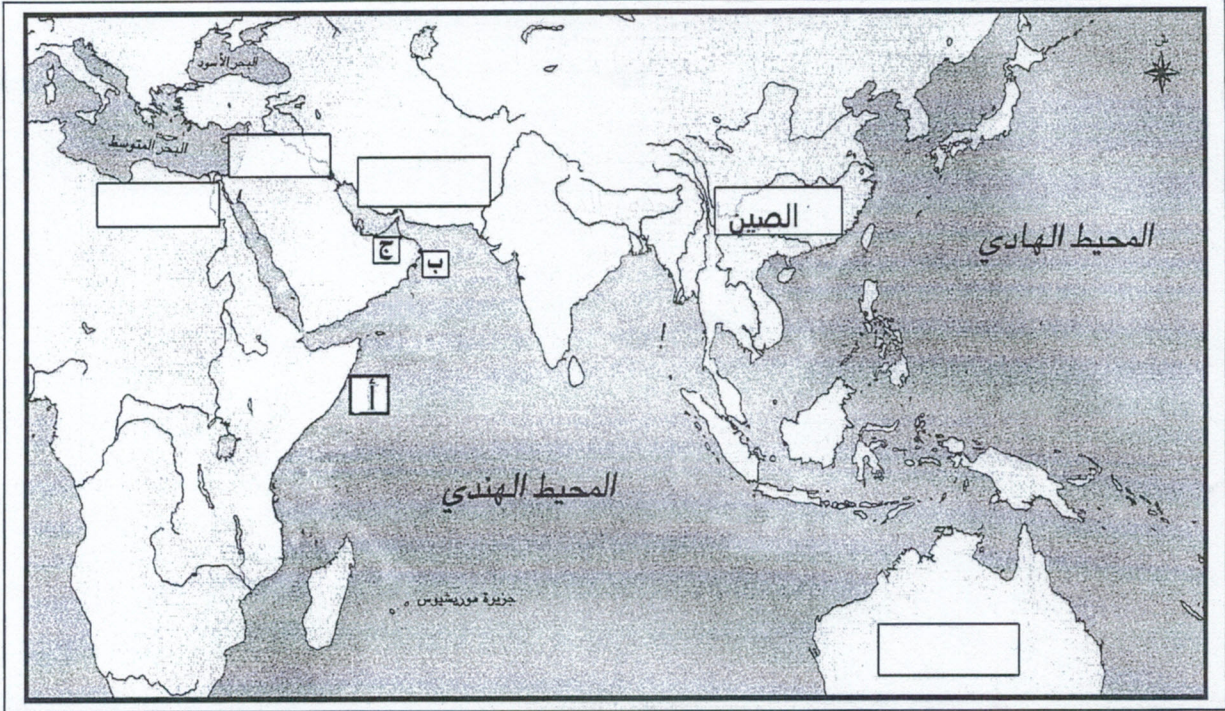 ش
البحر الأسود
البحر المتوسط
الصين
المحيط الهادي
ج
ب
أ
المحيط الهندي
جزيرة موريشيوس